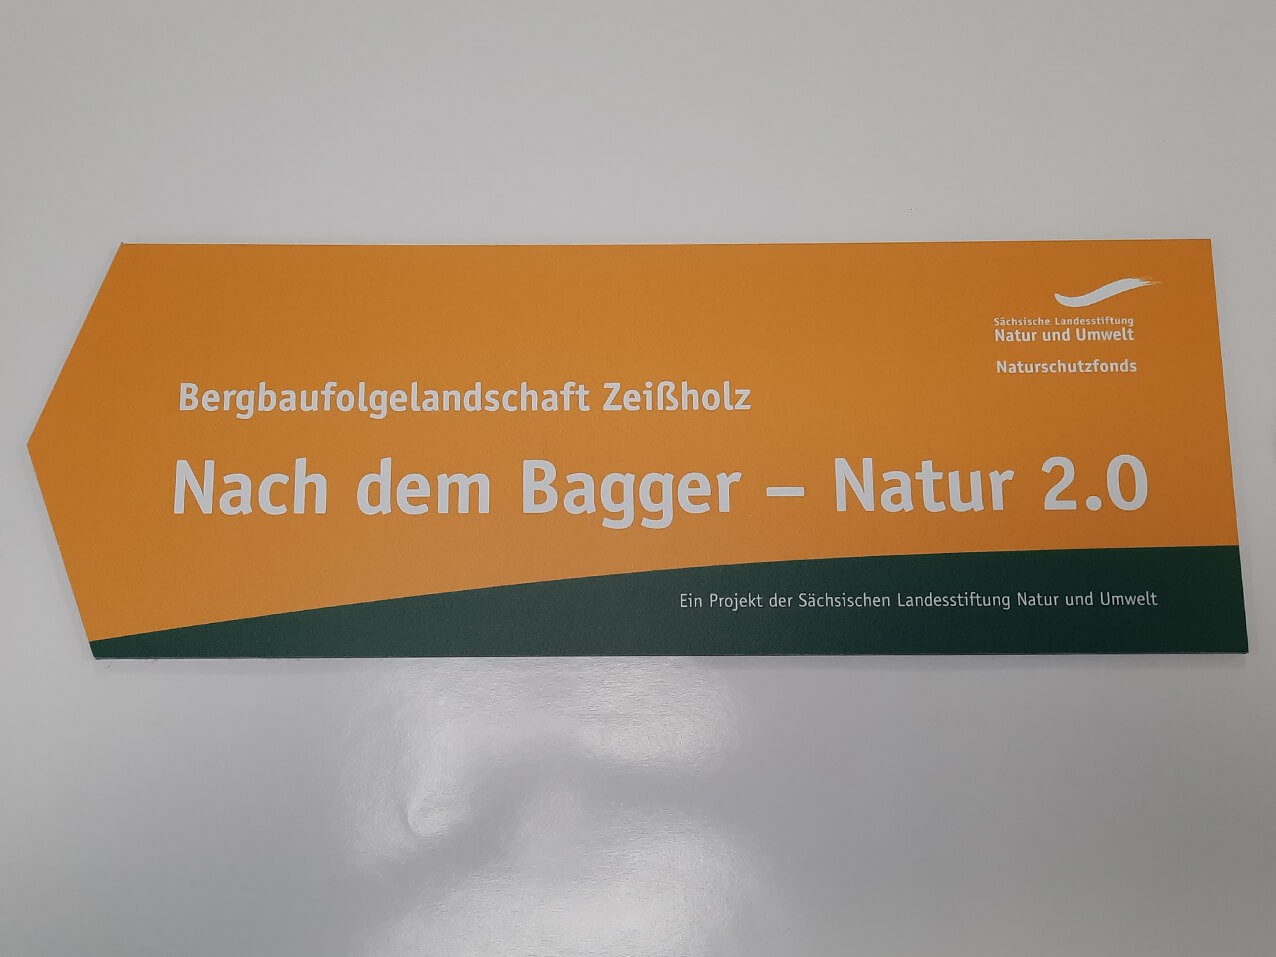 Sächsische Landesstiftung
Natur und Umwelt
Naturschutzfonds
Bergbaufolgelandschaft Zeißholz
Nach dem Bagger – Natur 2.0
Ein Projekt der Sächsischen Landesstiftung Natur und Umwelt